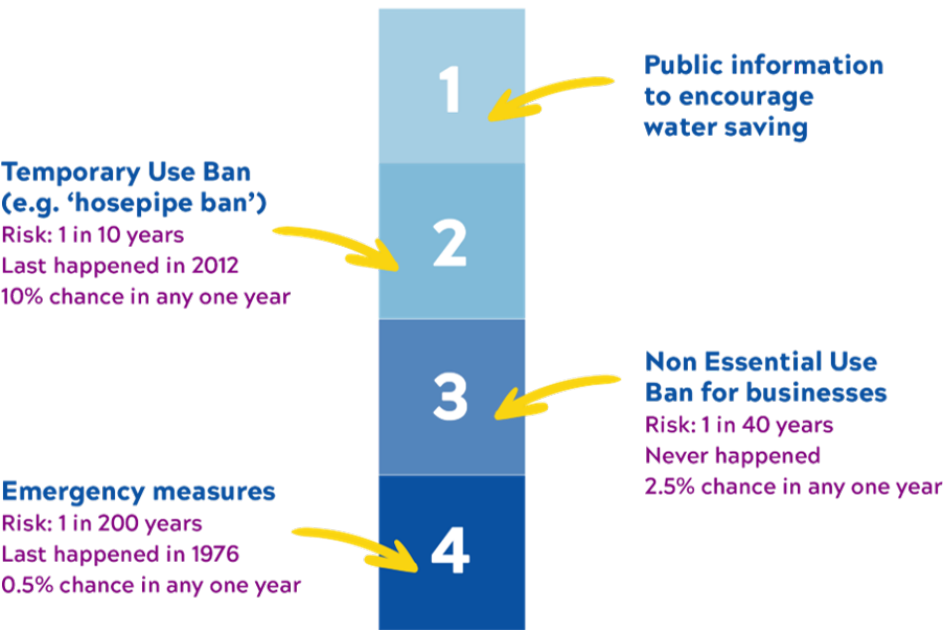 1
Public information
to encourage
water saving
Temporary Use Ban
(e.g. ‘hosepipe ban’)
Risk: 1 in 10 years
Last happened in 2012
10% chance in any one year
2
3
Non Essential Use
Ban for businesses
Risk: 1 in 40 years
Never happened
2.5% chance in any one year
Emergency measures
Risk: 1 in 200 years
Last happened in 1976
0.5% chance in any one year
4